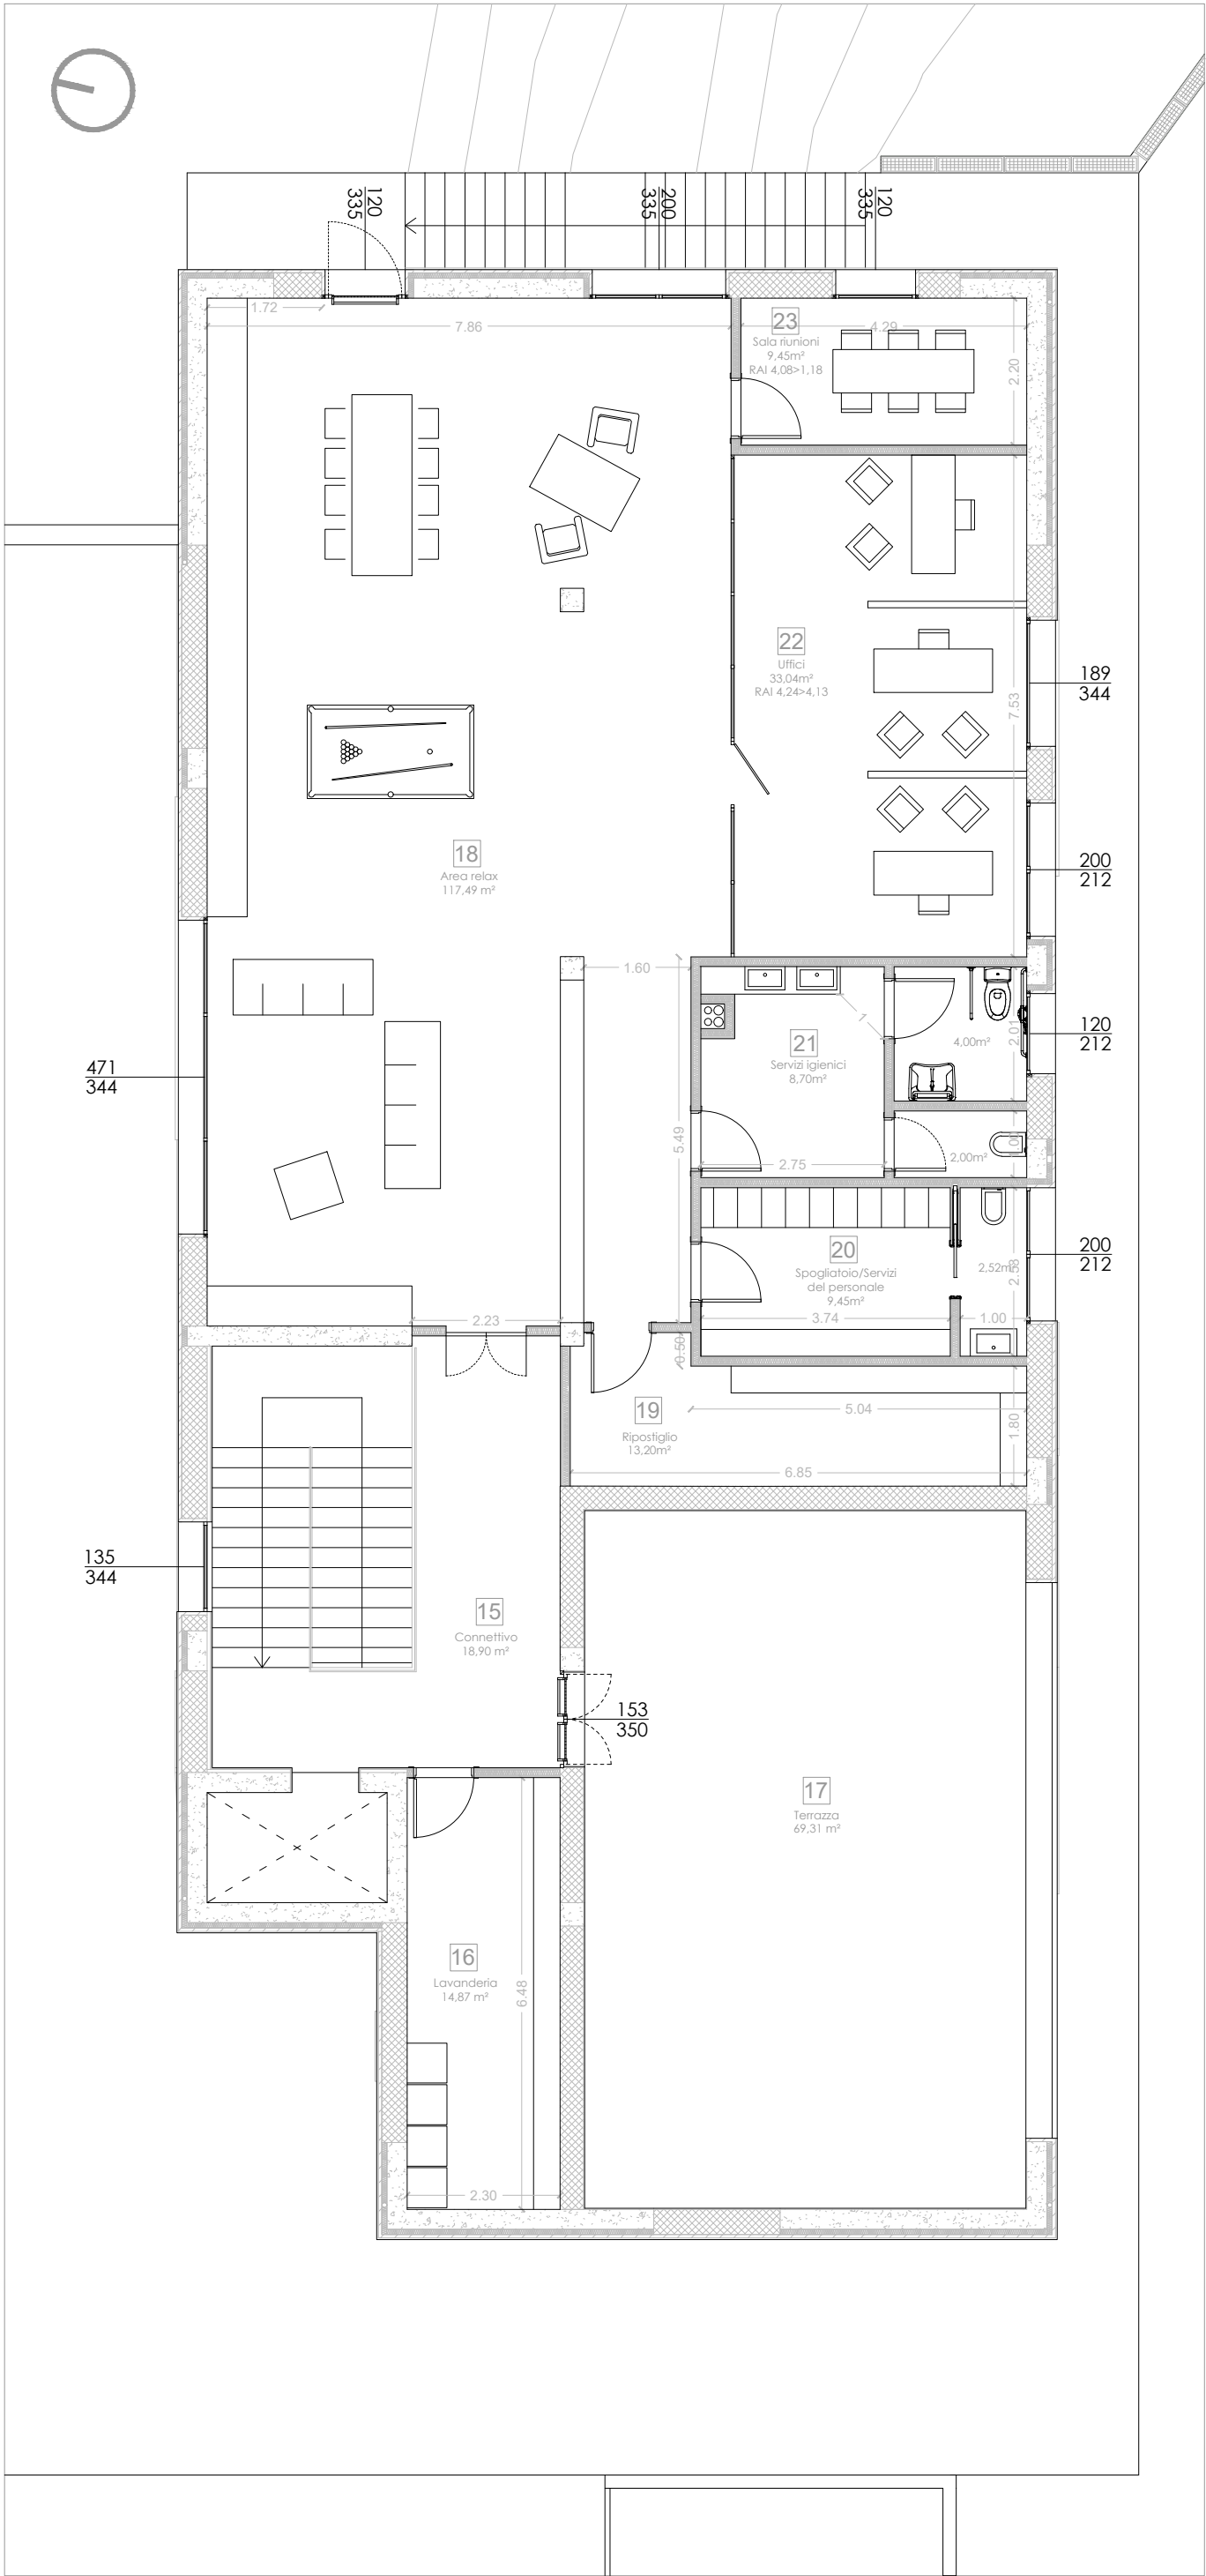 120
335
200
335
120
335
1.72
7.86
23
4.29
Sala riunioni
9,45m²
RAI 4,08>1,18
2.20
22
Uffici
33,04m²
RAI 4,24>4,13
7.53
189
344
18
Area relax
117,49 m²
200
212
1.60
1
21
Servizi igienici
8,70m²
4,00m²
2.01
120
212
471
344
5.49
2.75
2,00m²
20
Spogliatoio/Servizi
del personale
9,45m²
2,52m²
200
212
2.23
3.74
1.00
0.50
19
Ripostiglio
13,20m²
5.04
1.80
6.85
135
344
15
Connettivo
18,90 m²
153
350
17
Terrazza
69,31 m²
16
Lavanderia
14,87 m²
6.48
2.30